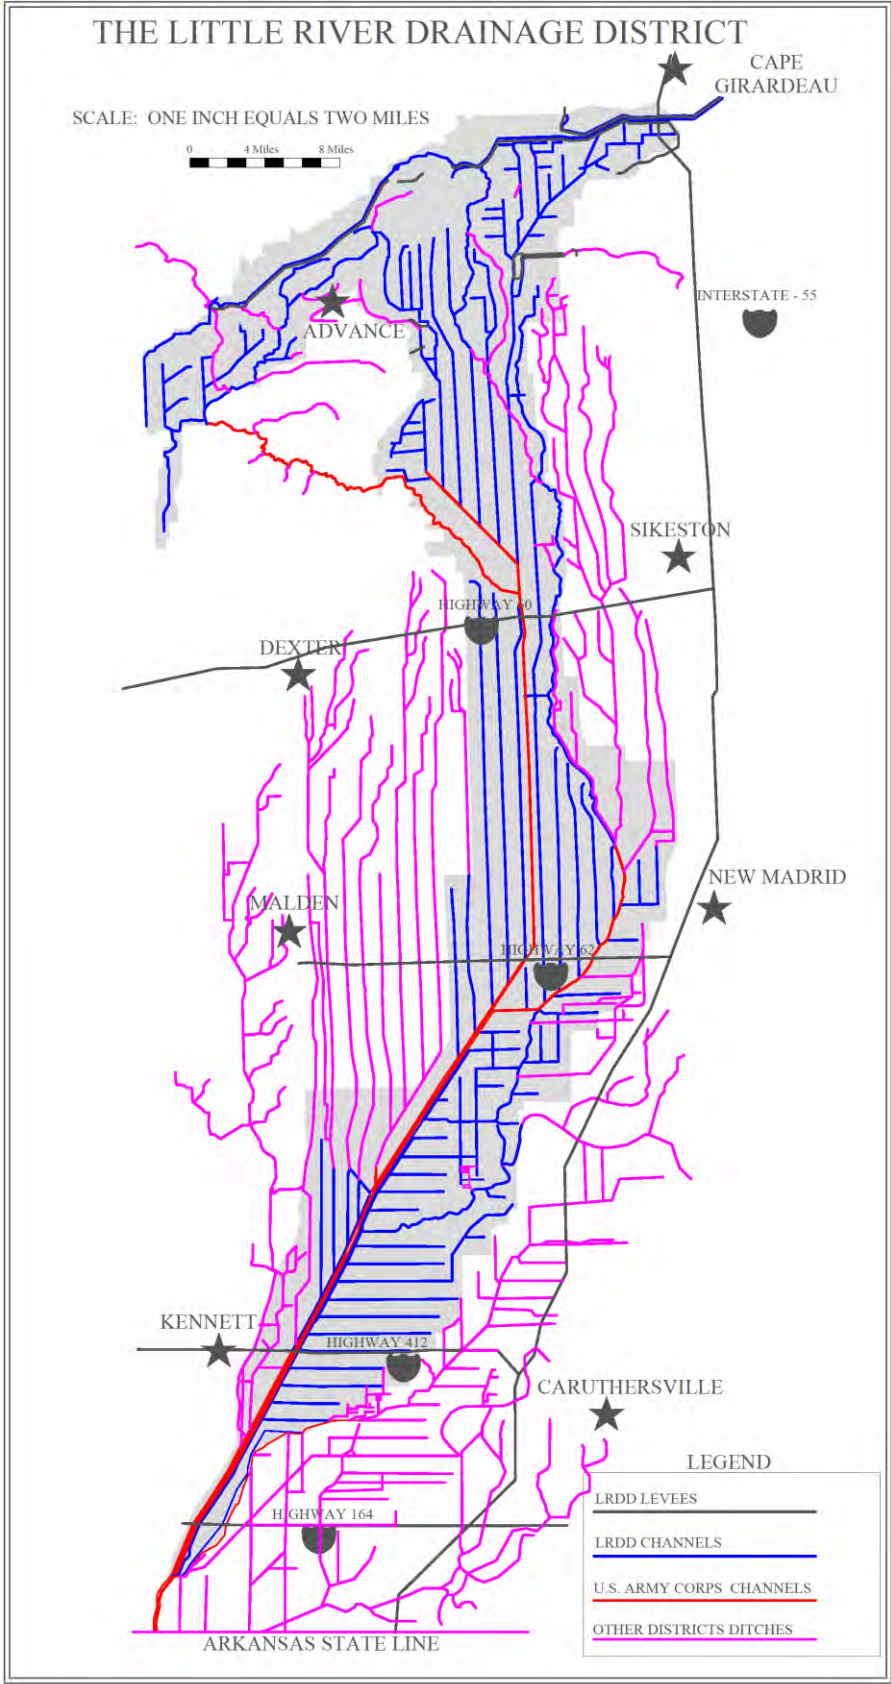 THE LITTLE RIVER DRAINAGE DISTRICT
CAPE
GIRARDEAU
SCALE: ONE INCH EQUALS TWO MILES
0 4 Miles 8 Miles
INTERSTATE - 55
ADVANCE
SIKESTON
HIGHWAY 60
DEXTER
NEW MADRID
MALDEN
HIGHWAY 62
KENNETT
HIGHWAY 412
CARUTHERSVILLE
LEGEND
LRDD LEVEES
HIGHWAY 164
LRDD CHANNELS
U.S. ARMY CORPS CHANNELS
OTHER DISTRICTS DITCHES
ARKANSAS STATE LINE